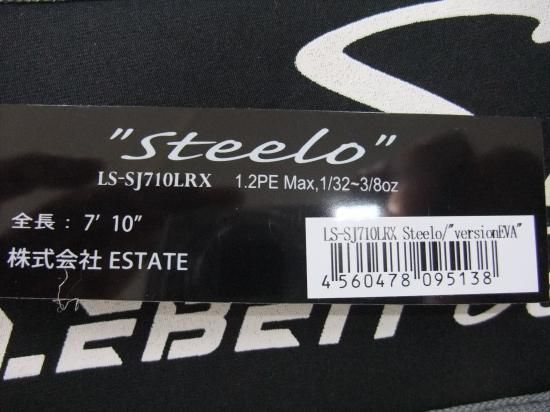 "Steelo"
LS-SJ710LRX 1.2PE Max,1/32~3/8oz
全長 : 7' 10"
株式会社 ESTATE
LS-SJ710LRX Steelo/"versionEVA"
4 560478 095138